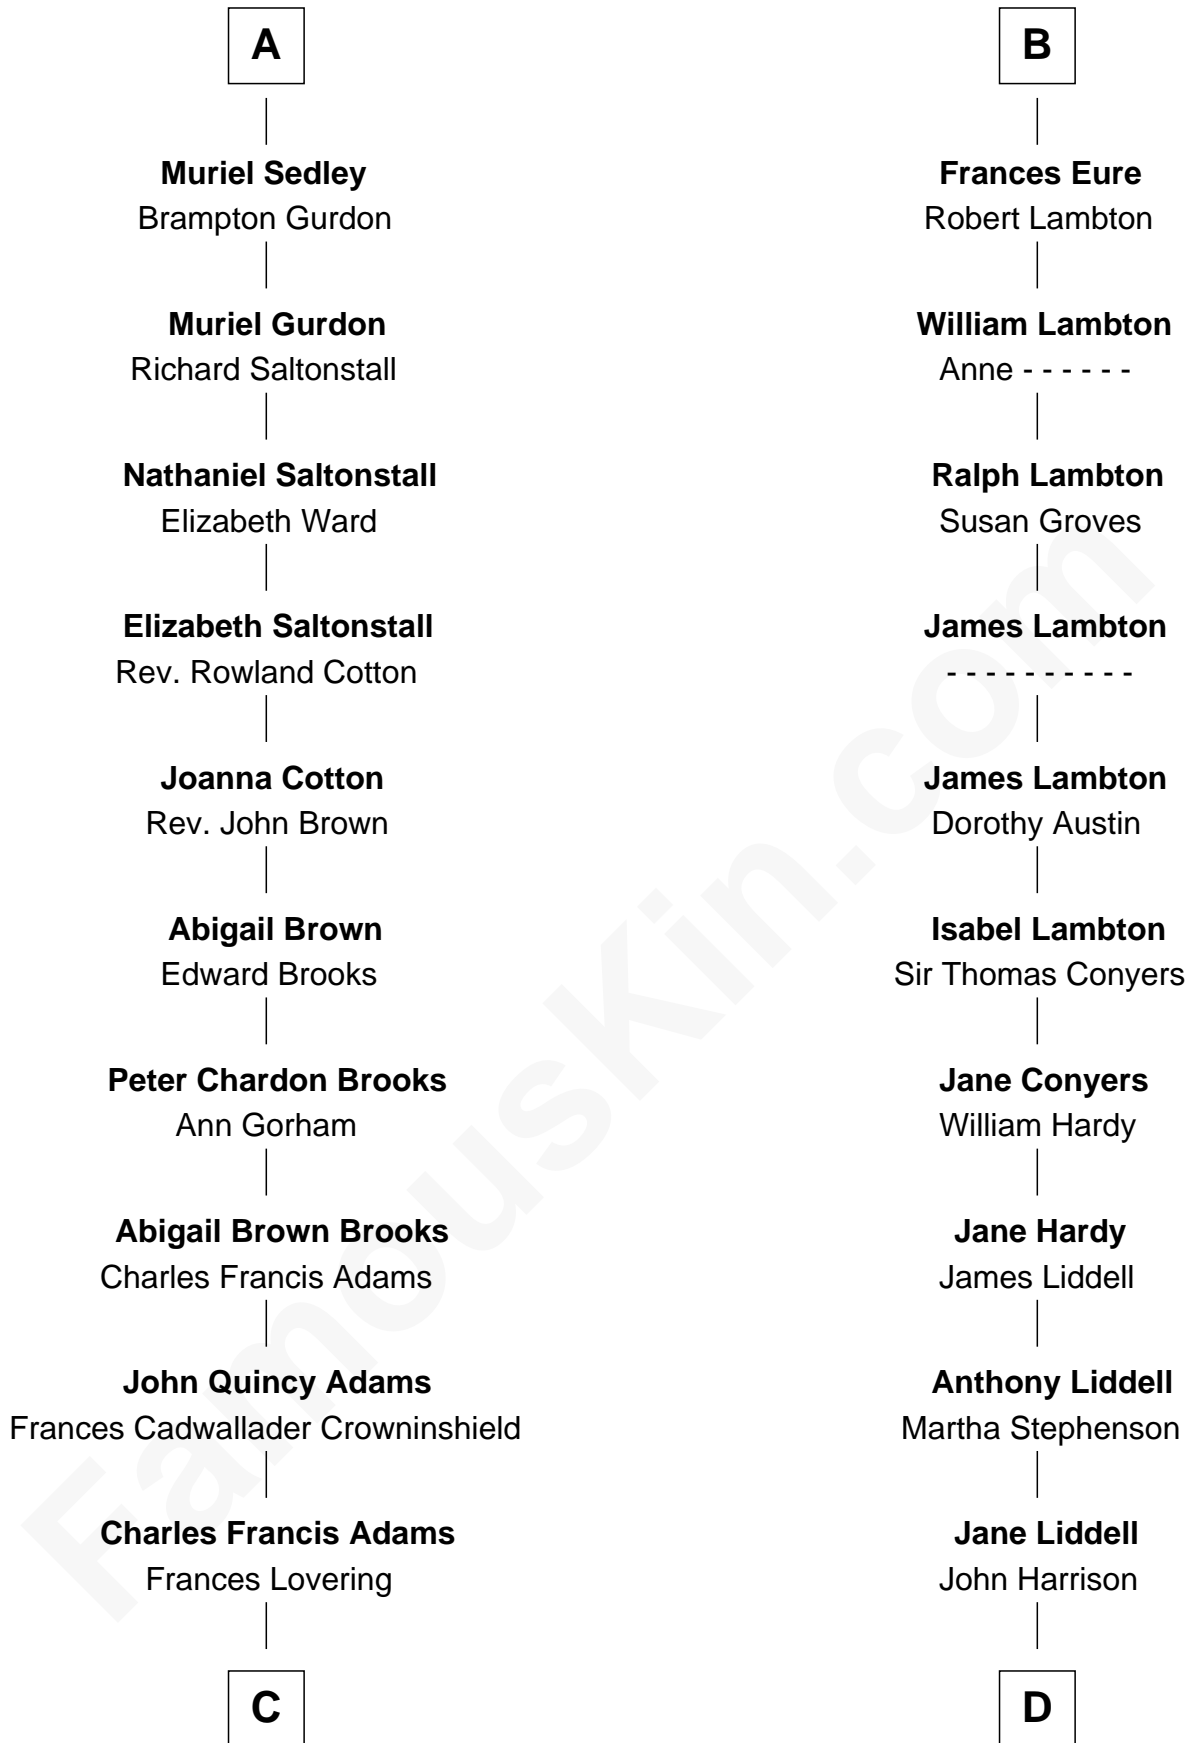 A
Muriel Sedley
Brampton Gurdon
Muriel Gurdon
Richard Saltonstall
Nathaniel Saltonstall
Elizabeth Ward
Elizabeth Saltonstall
Rev. Rowland Cotton
Joanna Cotton
Rev. John Brown
Abigail Brown
Edward Brooks
Peter Chardon Brooks
Ann Gorham
Abigail Brown Brooks
Charles Francis Adams
John Quincy Adams
Frances Cadwallader Crowninshield
Charles Francis Adams
Frances Lovering
C
B
Frances Eure
Robert Lambton
William Lambton
Anne - - - - - -
Ralph Lambton
Susan Groves
James Lambton
- - - - - - - - - -
James Lambton
Dorothy Austin
Isabel Lambton
Sir Thomas Conyers
Jane Conyers
William Hardy
Jane Hardy
James Liddell
Anthony Liddell
Martha Stephenson
Jane Liddell
John Harrison
D
FamousKin.com